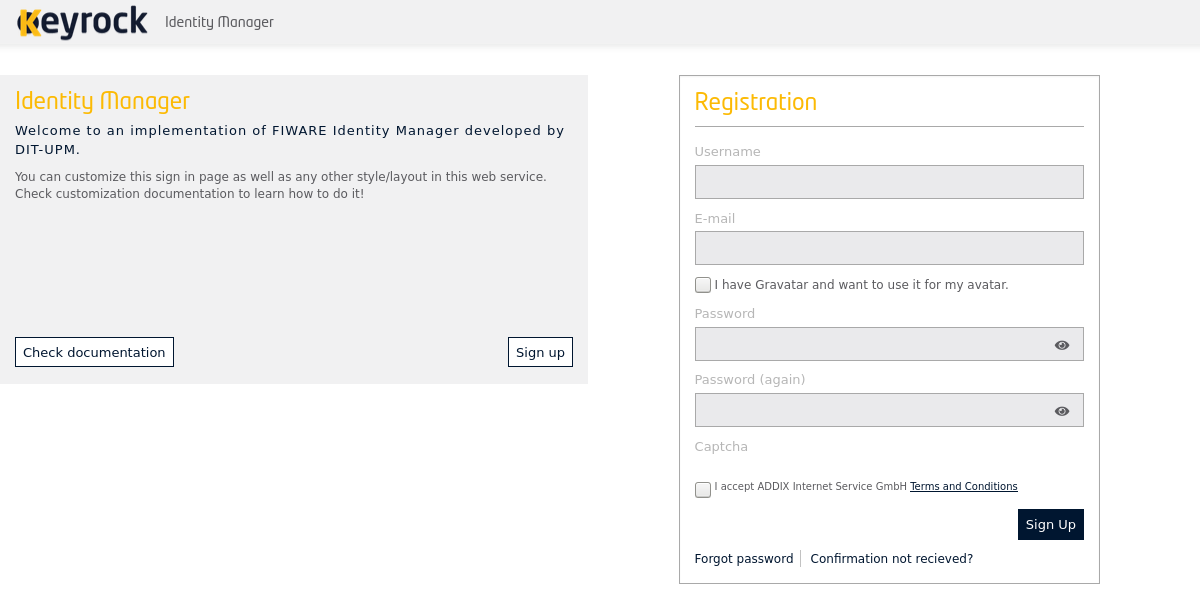 Keyrock Identity Manager
Identity Manager
Welcome to an implementation of FIWARE Identity Manager developed by
DIT-UPM.
You can customize this sign in page as well as any other style/layout in this web service.
Check customization documentation to learn how to do it!
Check documentation
Sign up
Registration
Username
E-mail
I have Gravatar and want to use it for my avatar.
Password
Password (again)
Captcha
I accept ADDIX Internet Service GmbH Terms and Conditions
Sign Up
Forgot password
Confirmation not recieved?